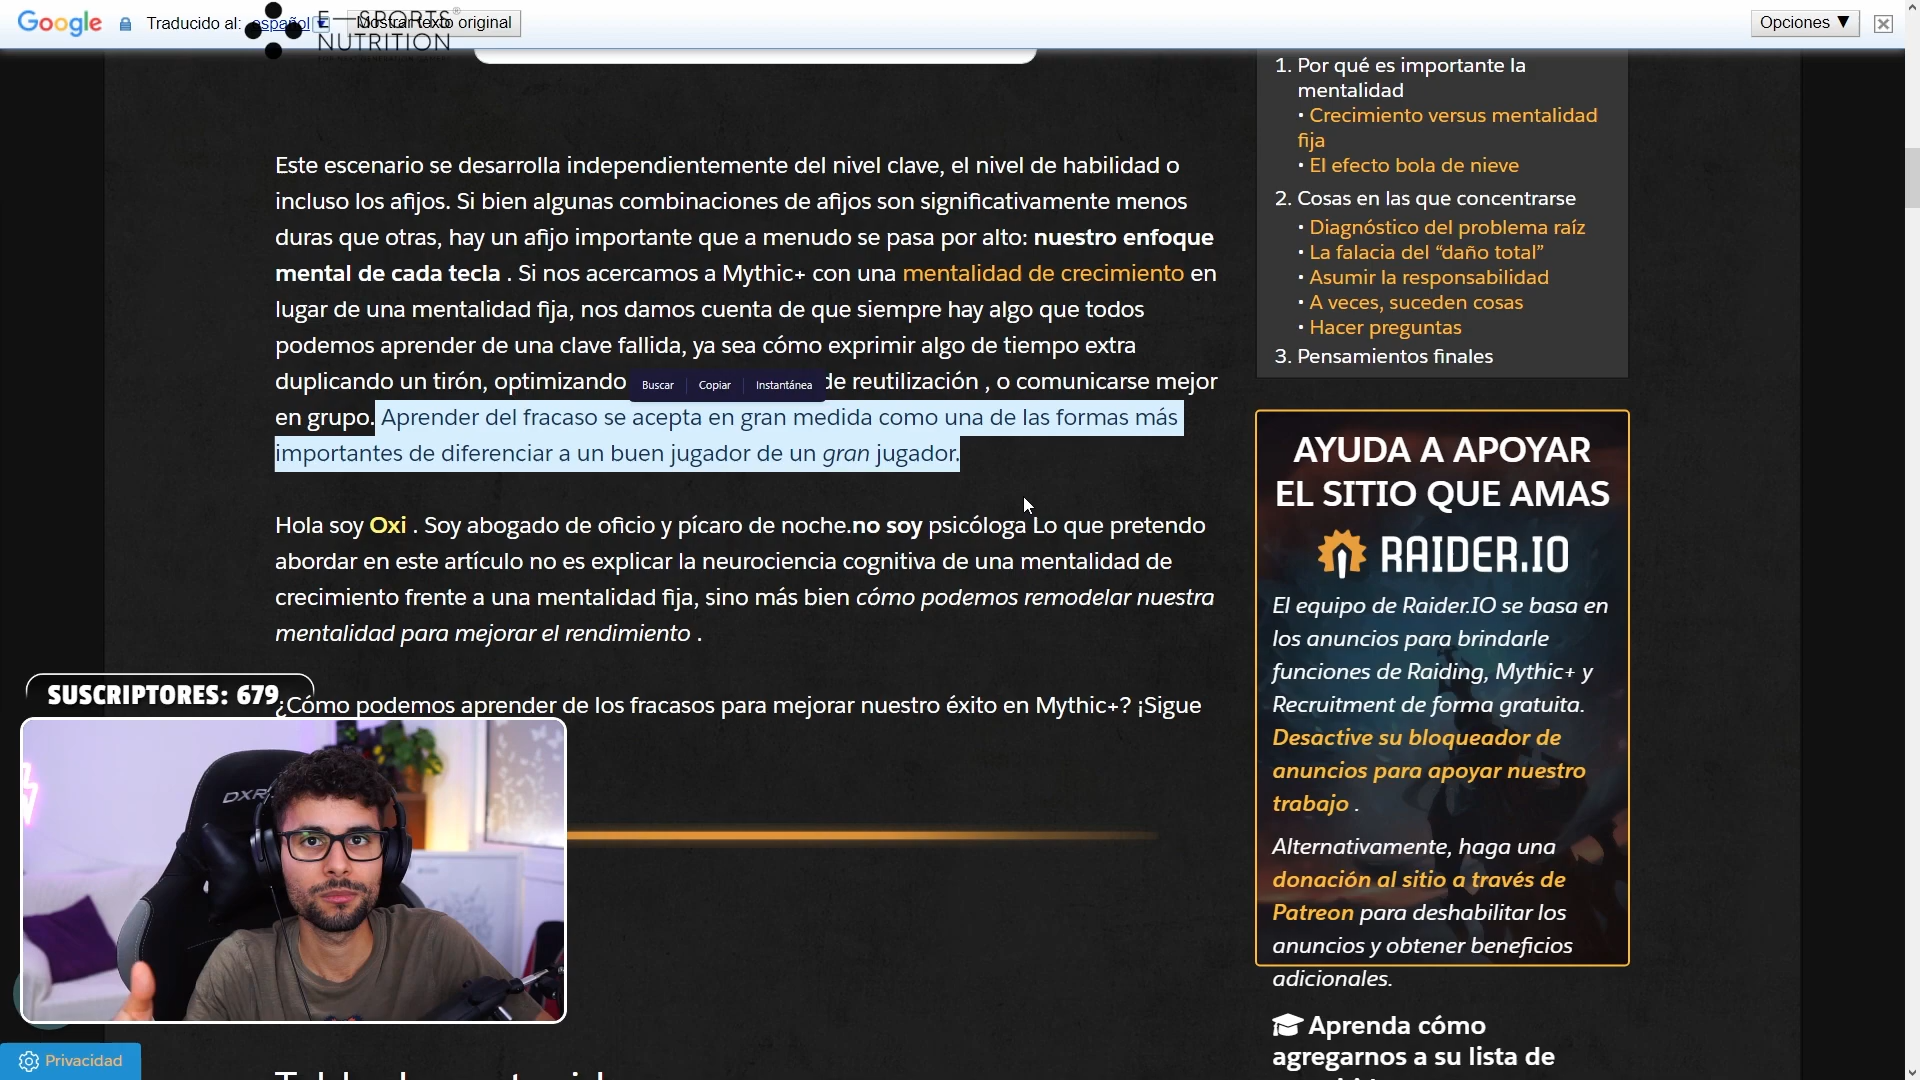 Google Traducido al: español Mostrar texto original Opciones ▼
E—SPORTS®
NUTRITION
1. Por qué es importante la
mentalidad
• Crecimiento versus mentalidad
fija
• El efecto bola de nieve
2. Cosas en las que concentrarse
• Diagnóstico del problema raíz
• La falacia del “daño total”
• Asumir la responsabilidad
• A veces, suceden cosas
• Hacer preguntas
3. Pensamientos finales
Este escenario se desarrolla independientemente del nivel clave, el nivel de habilidad o
incluso los afijos. Si bien algunas combinaciones de afijos son significativamente menos
duras que otras, hay un afijo importante que a menudo se pasa por alto: nuestro enfoque
mental de cada tecla . Si nos acercamos a Mythic+ con una mentalidad de crecimiento en
lugar de una mentalidad fija, nos damos cuenta de que siempre hay algo que todos
podemos aprender de una clave fallida, ya sea cómo exprimir algo de tiempo extra
duplicando un tirón, optimizando de reutilización , o comunicarse mejor
Buscar Copiar Instantánea
en grupo. Aprender del fracaso se acepta en gran medida como una de las formas más
importantes de diferenciar a un buen jugador de un gran jugador.
Hola soy Oxi . Soy abogado de oficio y pícaro de noche.no soy psicóloga Lo que pretendo
abordar en este artículo no es explicar la neurociencia cognitiva de una mentalidad de
crecimiento frente a una mentalidad fija, sino más bien cómo podemos remodelar nuestra
mentalidad para mejorar el rendimiento .
¿Cómo podemos aprender de los fracasos para mejorar nuestro éxito en Mythic+? ¡Sigue
SUSCRIPTORES: 679
DXR
Privacidad
AYUDA A APOYAR
EL SITIO QUE AMAS
RAIDER.IO
El equipo de Raider.IO se basa en
los anuncios para brindarle
funciones de Raiding, Mythic+ y
Recruitment de forma gratuita.
Desactive su bloqueador de
anuncios para apoyar nuestro
trabajo .
Alternativamente, haga una
donación al sitio a través de
Patreon para deshabilitar los
anuncios y obtener beneficios
adicionales.
Aprenda cómo
agregarnos a su lista de